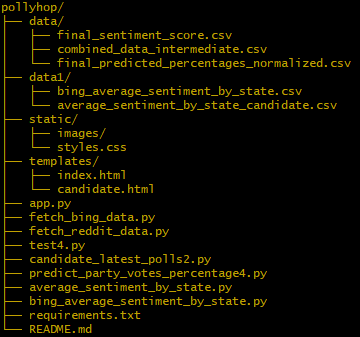 pollyhop/
├── data/
│   ├── final_sentiment_score.csv
│   ├── combined_data_intermediate.csv
│   └── final_predicted_percentages_normalized.csv
├── data1/
│   ├── bing_average_sentiment_by_state.csv
│   └── average_sentiment_by_state_candidate.csv
├── static/
│   ├── images/
│   └── styles.css
├── templates/
│   ├── index.html
│   └── candidate.html
├── app.py
├── fetch_bing_data.py
├── fetch_reddit_data.py
├── test4.py
├── candidate_latest_polls2.py
├── predict_party_votes_percentage4.py
├── average_sentiment_by_state.py
├── bing_average_sentiment_by_state.py
├── requirements.txt
└── README.md